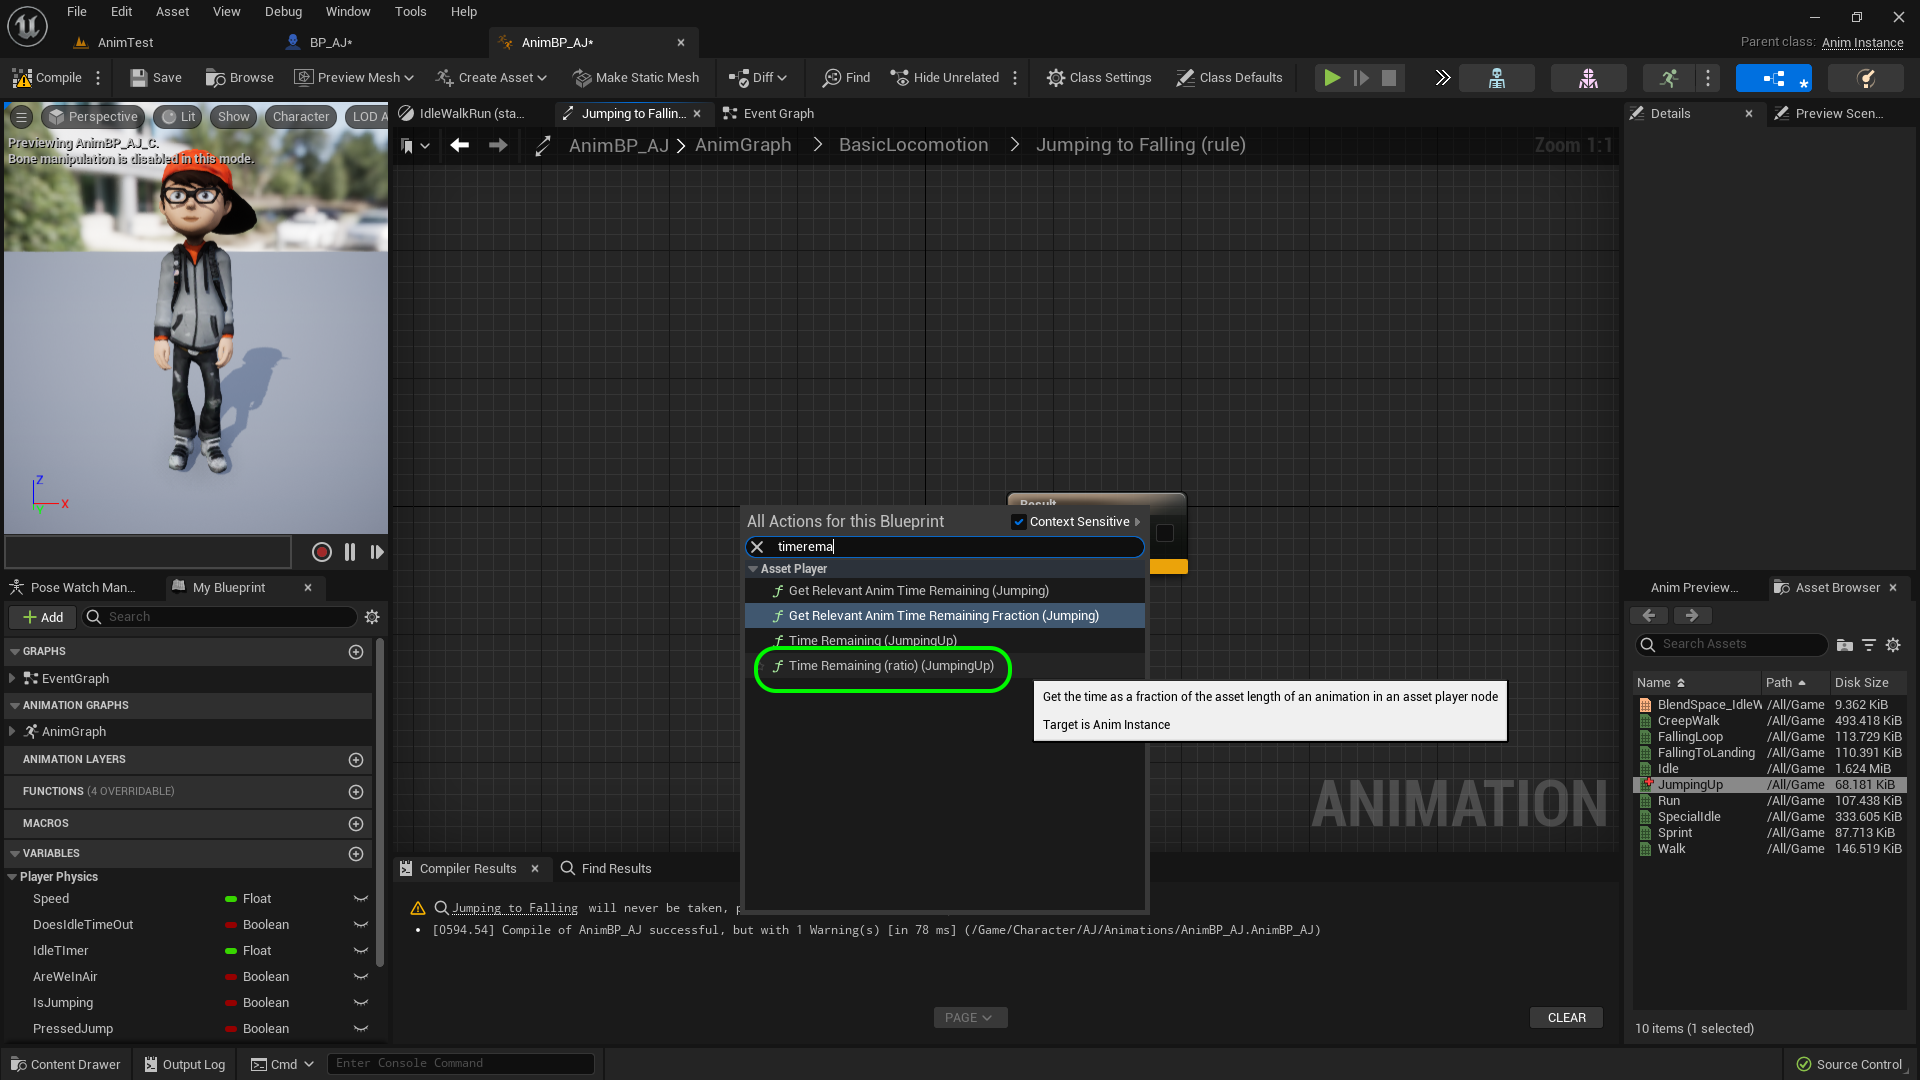 File Edit Asset View Debug Window Tools Help
AnimTest BP_AJ* AnimBP_AJ*
Parent class: Anim Instance
Compile Save Browse Preview Mesh Create Asset Make Static Mesh Diff Find Hide Unrelated Class Settings Class Defaults
Perspective Lit Show Character LOD A
Previewing AnimBP_AJ_C.
Bone manipulation is disabled in this mode.
Z
X
Y
IdleWalkRun (sta... Jumping to Fallin... Event Graph
AnimBP_AJ > AnimGraph > BasicLocomotion > Jumping to Falling (rule)
Zoom 1:1
Result
All Actions for this Blueprint
Context Sensitive
timerema
Asset Player
Get Relevant Anim Time Remaining (Jumping)
Get Relevant Anim Time Remaining Fraction (Jumping)
Time Remaining (JumpingUp)
Time Remaining (ratio) (JumpingUp)
Get the time as a fraction of the asset length of an animation in an asset player node
Target is Anim Instance
ANIMATION
Pose Watch Man... My Blueprint
Add Search
GRAPHS
EventGraph
ANIMATION GRAPHS
AnimGraph
ANIMATION LAYERS
FUNCTIONS (4 OVERRIDABLE)
MACROS
VARIABLES
Player Physics
Speed Float
DoesIdleTimeOut Boolean
IdleTImer Float
AreWeInAir Boolean
IsJumping Boolean
PressedJump Boolean
Compiler Results Find Results
Jumping to Falling will never be taken, p
[0594.54] Compile of AnimBP_AJ successful, but with 1 Warning(s) [in 78 ms] (/Game/Character/AJ/Animations/AnimBP_AJ.AnimBP_AJ)
PAGE
CLEAR
Details Preview Scen...
Anim Preview... Asset Browser
Search Assets
Name Path Disk Size
BlendSpace_IdleW /All/Game 9.362 KiB
CreepWalk /All/Game 493.418 KiB
FallingLoop /All/Game 113.729 KiB
FallingToLanding /All/Game 110.391 KiB
Idle /All/Game 1.624 MiB
JumpingUp /All/Game 68.181 KiB
Run /All/Game 107.438 KiB
SpecialIdle /All/Game 333.605 KiB
Sprint /All/Game 87.713 KiB
Walk /All/Game 146.519 KiB
10 items (1 selected)
Content Drawer Output Log Cmd Enter Console Command
Source Control